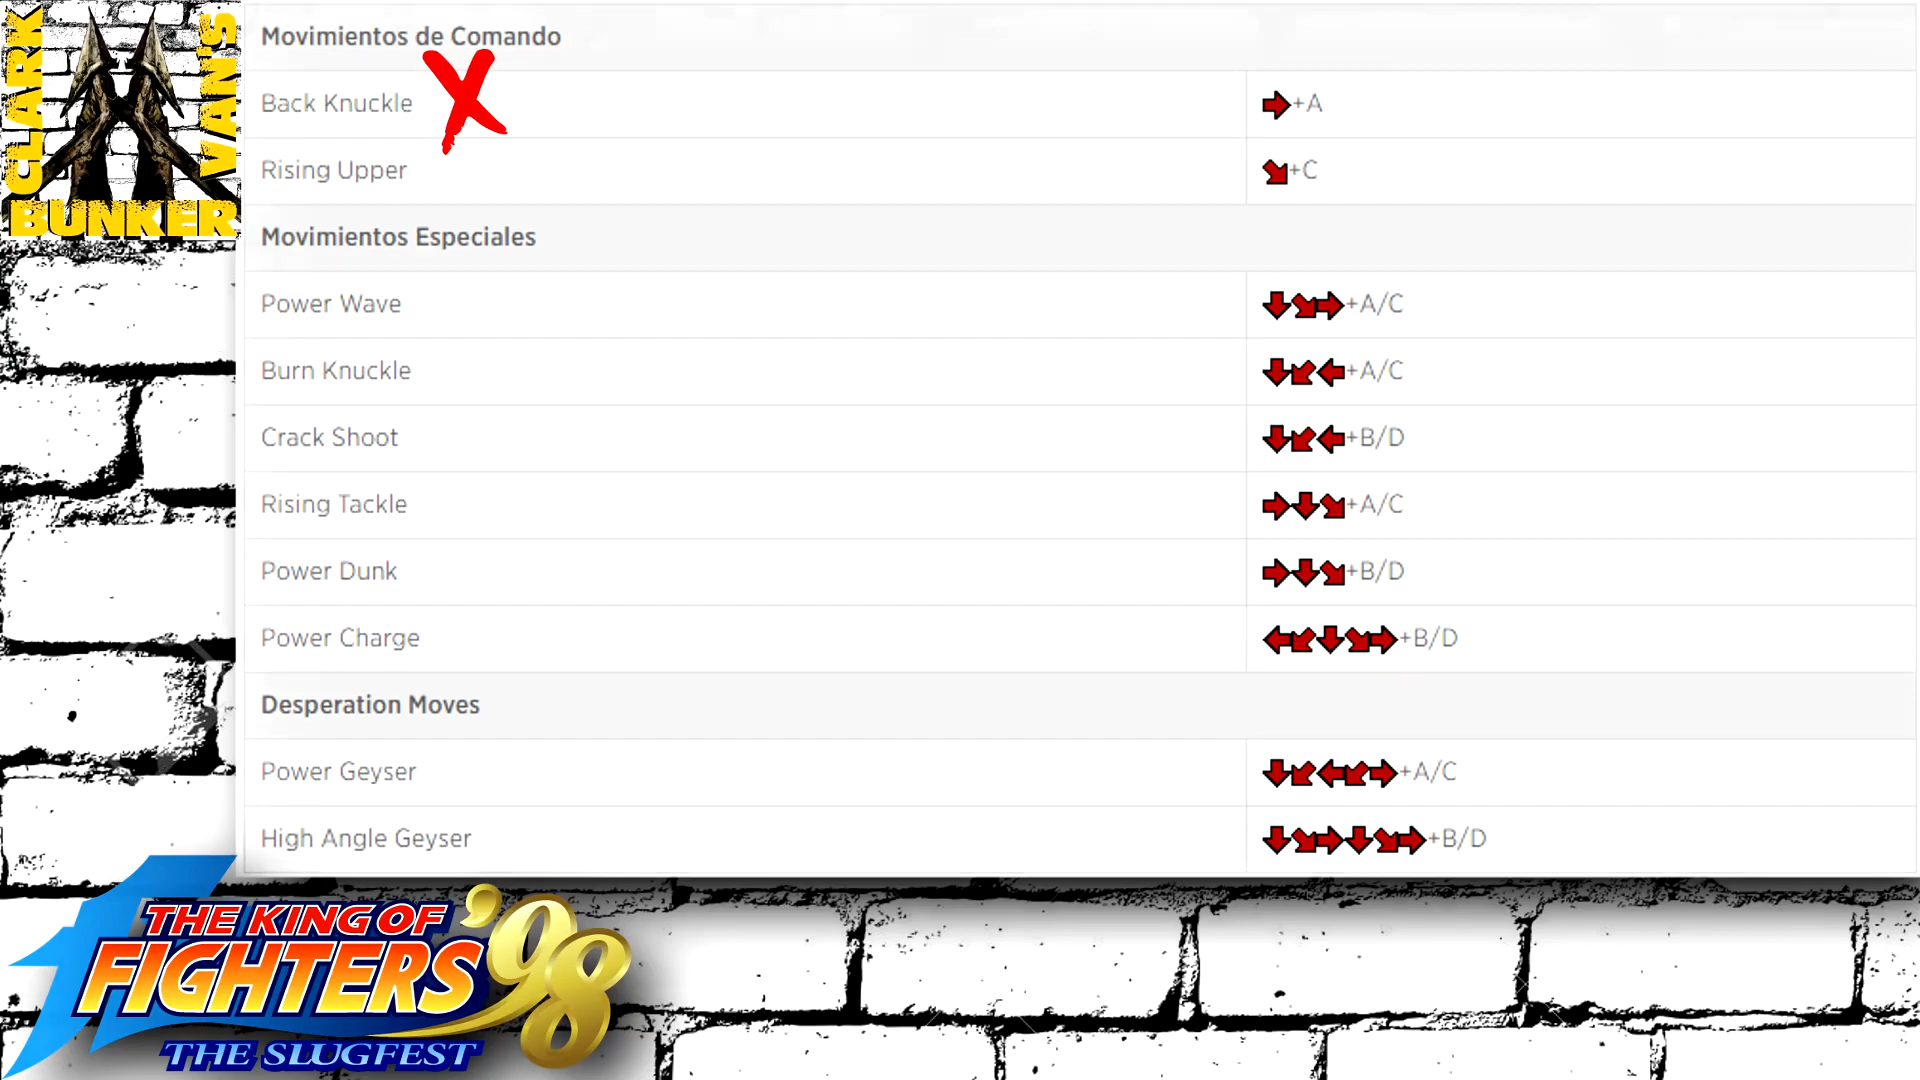 CLARK
VAN'S
BUNKER
Movimientos de Comando
Back Knuckle
➡+A
Rising Upper
↘+C
Movimientos Especiales
Power Wave
⬇↘➡+A/C
Burn Knuckle
⬇↙⬅+A/C
Crack Shoot
⬇↙⬅+B/D
Rising Tackle
➡⬇↘+A/C
Power Dunk
➡⬇↘+B/D
Power Charge
⬅↙⬇↘➡+B/D
Desperation Moves
Power Geyser
⬇↙⬅↙➡+A/C
High Angle Geyser
⬇↘➡⬇↘➡+B/D
THE KING OF
FIGHTERS '98
THE SLUGFEST